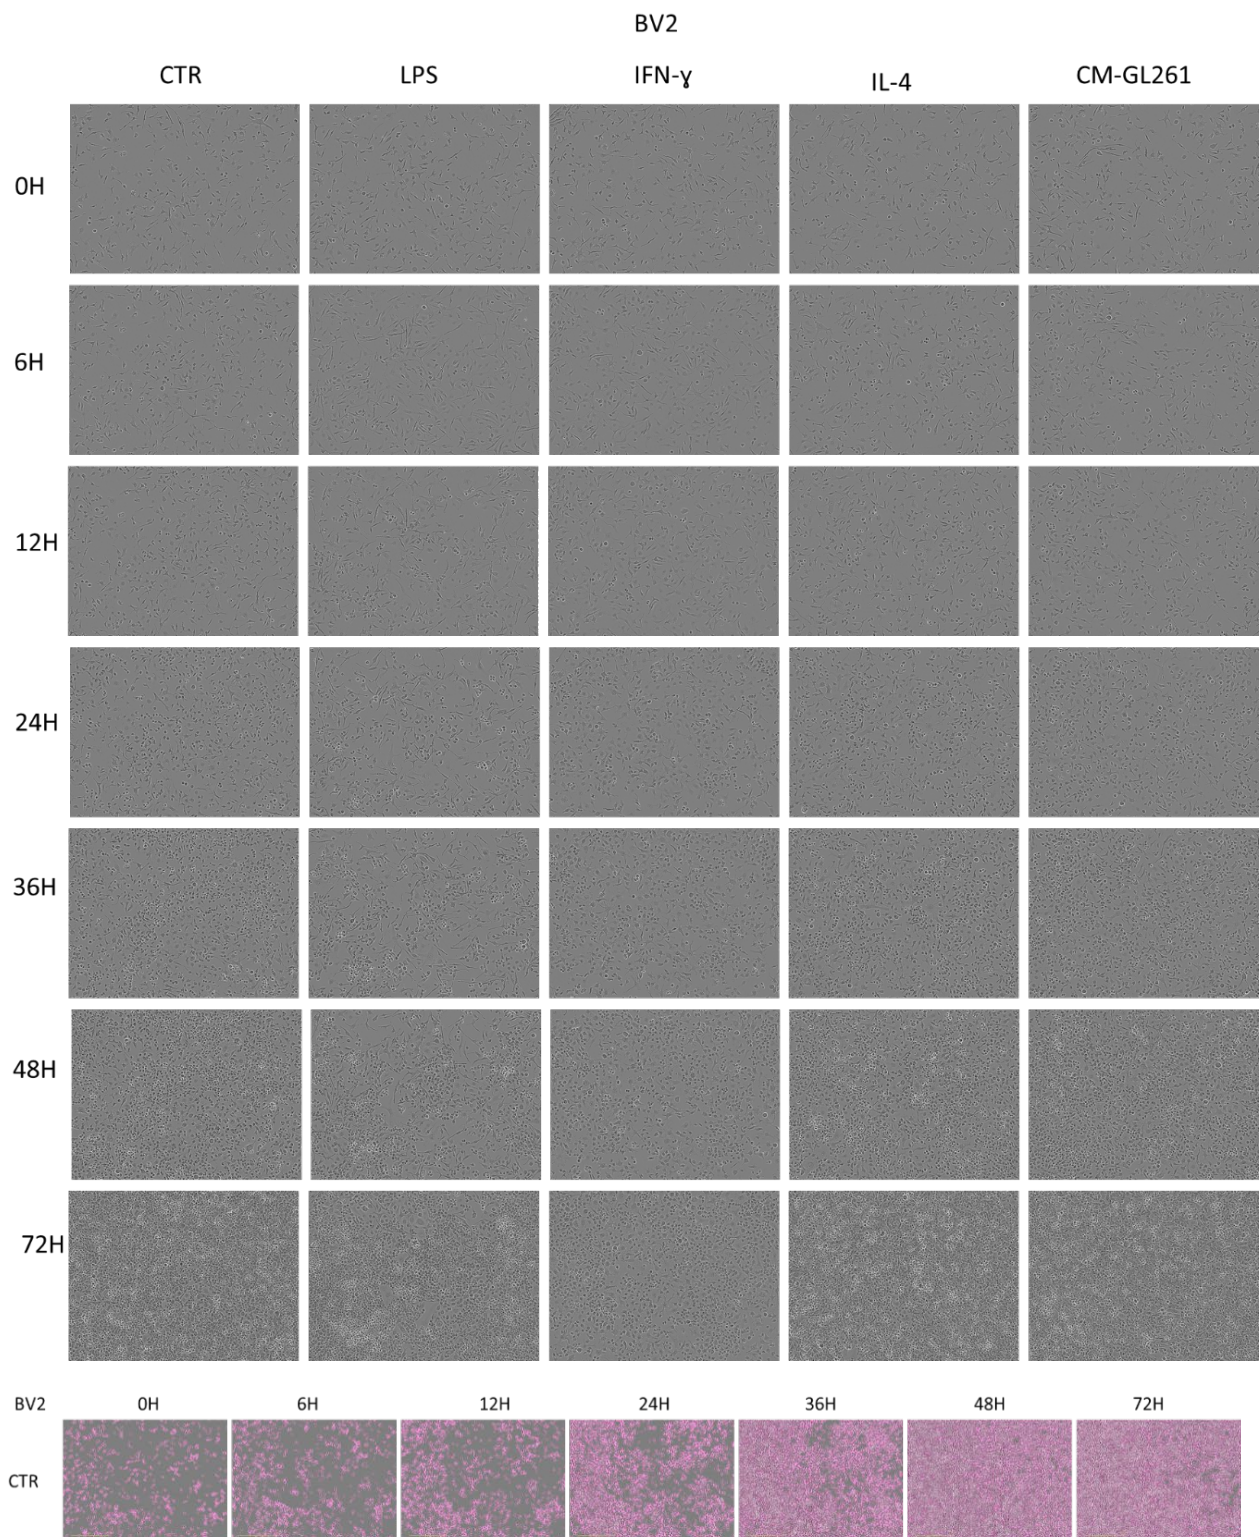 BV2
CTR LPS IFN-ɣ IL-4 CM-GL261
0H
6H
12H
24H
36H
48H
72H
BV2 0H 6H 12H 24H 36H 48H 72H
CTR